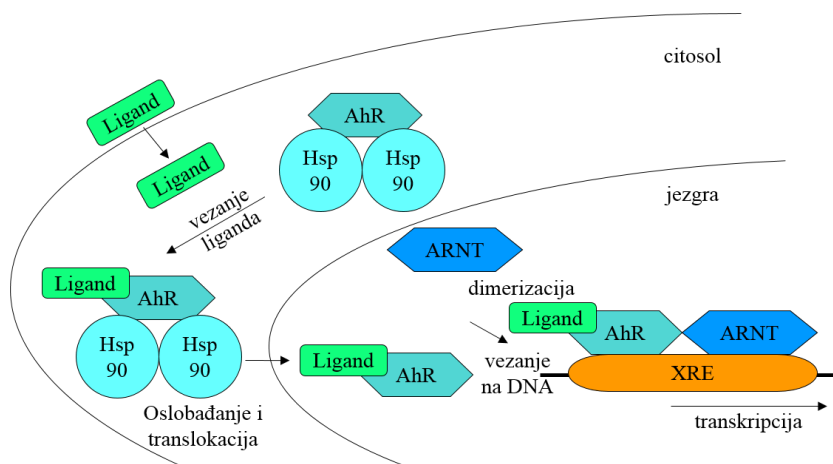 citosol
Ligand
AhR
Hsp
90
Hsp
90
Ligand
vezanje
liganda
jezgra
ARNT
Ligand
AhR
Hsp
90
Hsp
90
Oslobađanje i
translokacija
Ligand
AhR
dimerizacija
vezanje
na DNA
Ligand
AhR
ARNT
XRE
transkripcija